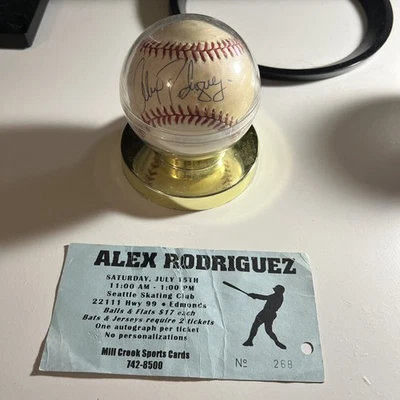 Alex Rodriguez
ALEX RODRIGUEZ
SATURDAY, JULY 15TH
11:00 AM - 1:00 PM
Seattle Skating Club
22111 Hwy 99 • Edmonds
Balls & Flats $17 each
Bats & Jerseys require 2 tickets
One autograph per ticket
No personalizations
Mill Creek Sports Cards
742-8500
Nº 268